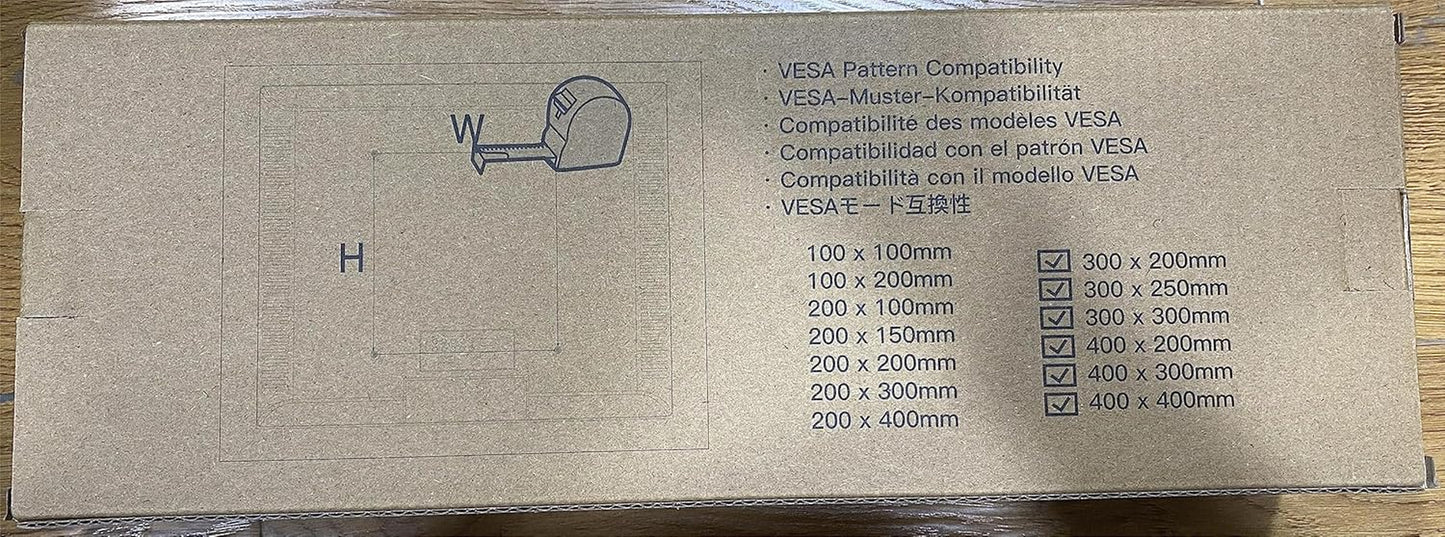 W
H
· VESA Pattern Compatibility
· VESA-Muster-Kompatibilität
· Compatibilité des modèles VESA
· Compatibilidad con el patrón VESA
· Compatibilità con il modello VESA
· VESAモード互換性
100 x 100mm
100 x 200mm
200 x 100mm
200 x 150mm
200 x 200mm
200 x 300mm
200 x 400mm
300 x 200mm
300 x 250mm
300 x 300mm
400 x 200mm
400 x 300mm
400 x 400mm